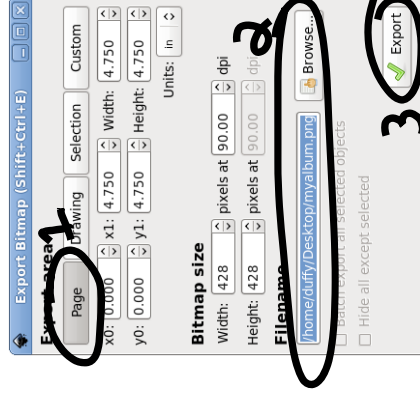 Export Bitmap (Shift+Ctrl+E)
Export area
1
Page Drawing Selection Custom
x0: 0.000 x1: 4.750 Width: 4.750
y0: 0.000 y1: 4.750 Height: 4.750
Units: in
Bitmap size
Width: 428 pixels at 90.00 dpi
Height: 428 pixels at 90.00 dpi
2
Filename
/home/duffy/Desktop/myalbum.png Browse...
Batch export all selected objects
Hide all except selected
3
Export